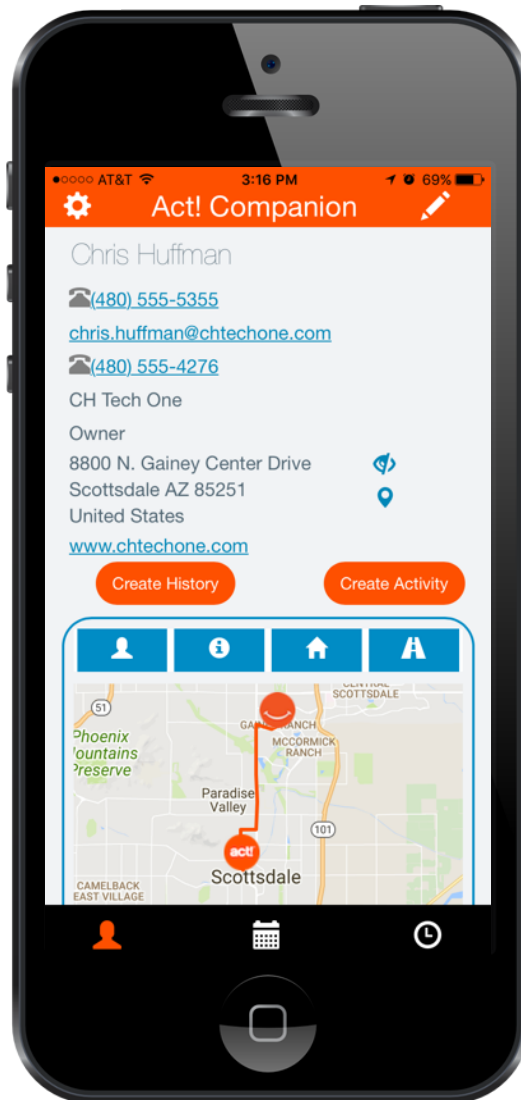 AT&T 3:16 PM 69%
Act! Companion
Chris Huffman
(480) 555-5355
chris.huffman@chtechone.com
(480) 555-4276
CH Tech One
Owner
8800 N. Gainey Center Drive
Scottsdale AZ 85251
United States
www.chtechone.com
Create History Create Activity
CENTRAL
SCOTTSDALE
51
GAINEY RANCH
Phoenix
Mountains
Preserve
MCCORMICK
RANCH
Paradise
Valley
101
act!
Scottsdale
CAMELBACK
EAST VILLAGE